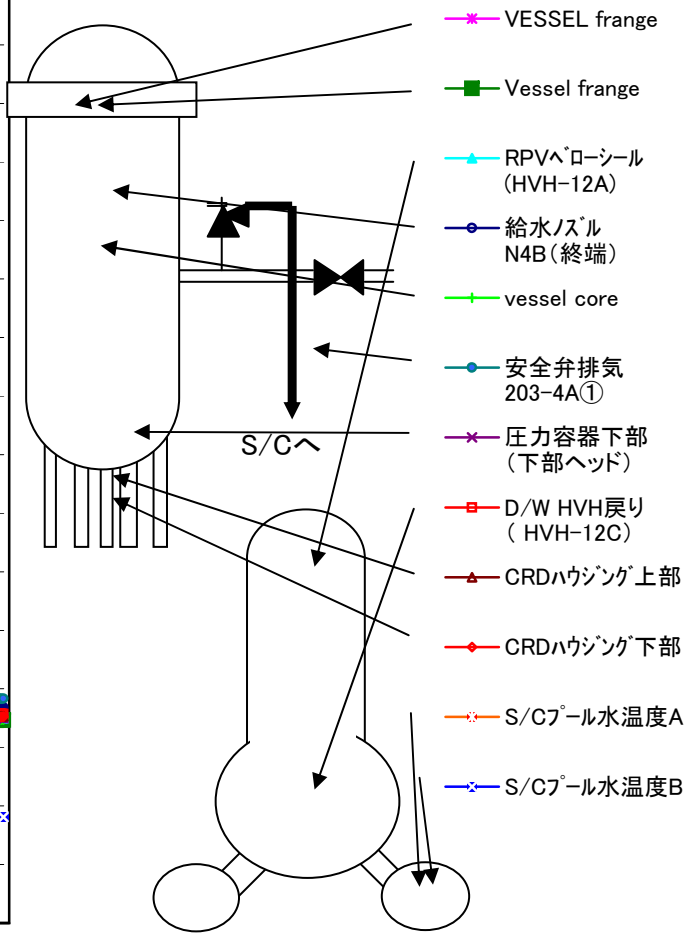 VESSEL frange
Vessel frange
RPVﾍﾞﾛｰｼｰﾙ
(HVH-12A)
給水ﾉｽﾞﾙ
N4B(終端)
vessel core
安全弁排気
203-4A①
S/Cへ
圧力容器下部
(下部ヘッド)
D/W HVH戻り
( HVH-12C)
CRDﾊｳｼﾞﾝｸﾞ上部
CRDﾊｳｼﾞﾝｸﾞ下部
S/Cﾌﾟｰﾙ水温度A
S/Cﾌﾟｰﾙ水温度B